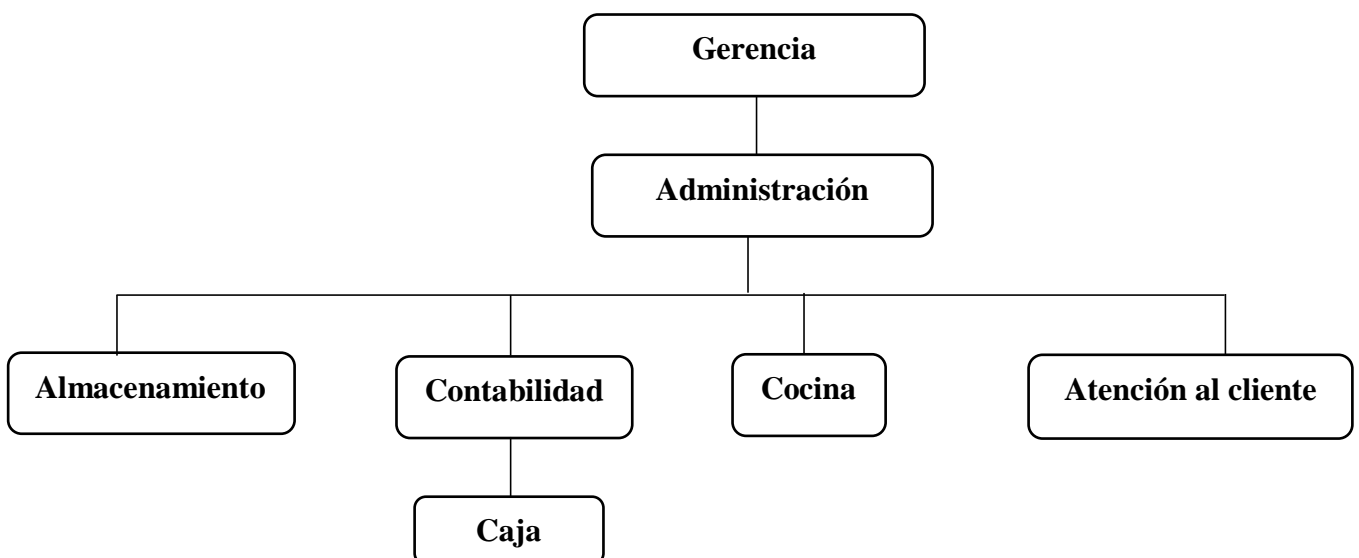 Gerencia
Administración
Almacenamiento
Contabilidad
Cocina
Atención al cliente
Caja